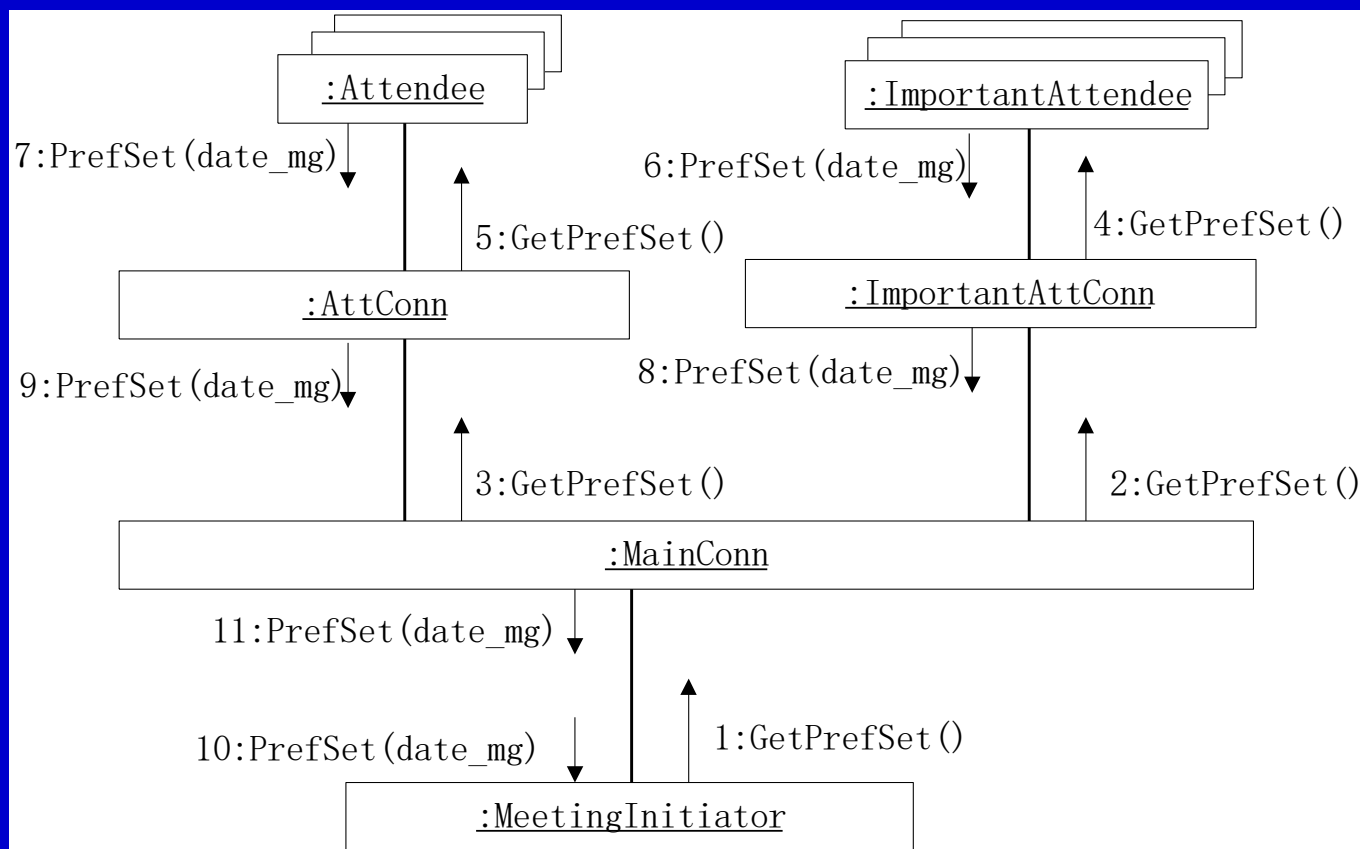 :Attendee
:ImportantAttendee
7:PrefSet(date_mg)
6:PrefSet(date_mg)
5:GetPrefSet()
4:GetPrefSet()
:AttConn
:ImportantAttConn
9:PrefSet(date_mg)
8:PrefSet(date_mg)
3:GetPrefSet()
2:GetPrefSet()
:MainConn
11:PrefSet(date_mg)
10:PrefSet(date_mg)
1:GetPrefSet()
:MeetingInitiator